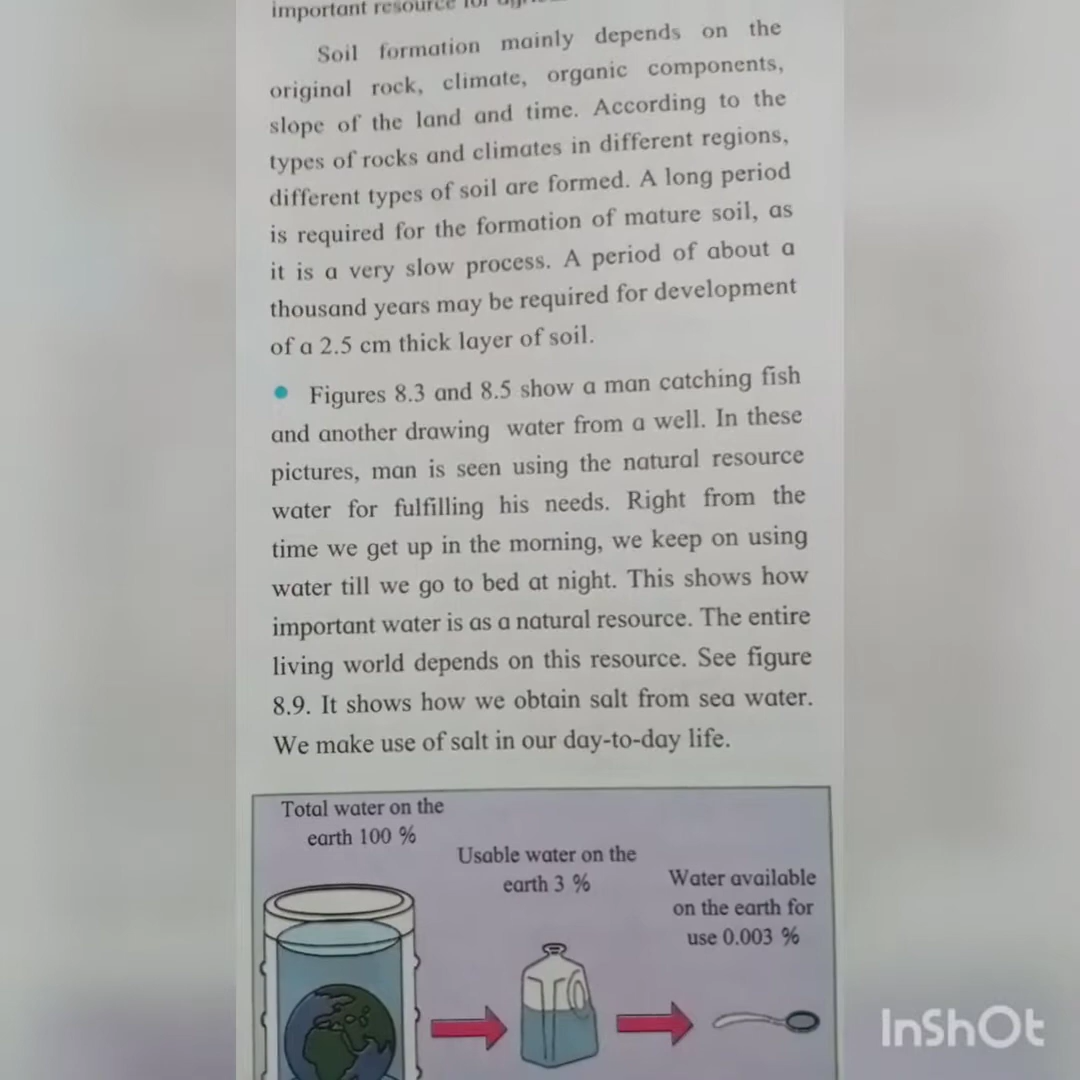 important resource for
Soil formation mainly depends on the
original rock, climate, organic components,
slope of the land and time. According to the
types of rocks and climates in different regions,
different types of soil are formed. A long period
is required for the formation of mature soil, as
it is a very slow process. A period of about a
thousand years may be required for development
of a 2.5 cm thick layer of soil.
• Figures 8.3 and 8.5 show a man catching fish
and another drawing water from a well. In these
pictures, man is seen using the natural resource
water for fulfilling his needs. Right from the
time we get up in the morning, we keep on using
water till we go to bed at night. This shows how
important water is as a natural resource. The entire
living world depends on this resource. See figure
8.9. It shows how we obtain salt from sea water.
We make use of salt in our day-to-day life.
Total water on the
earth 100 %
Usable water on the
earth 3 %
Water available
on the earth for
use 0.003 %
InShOt